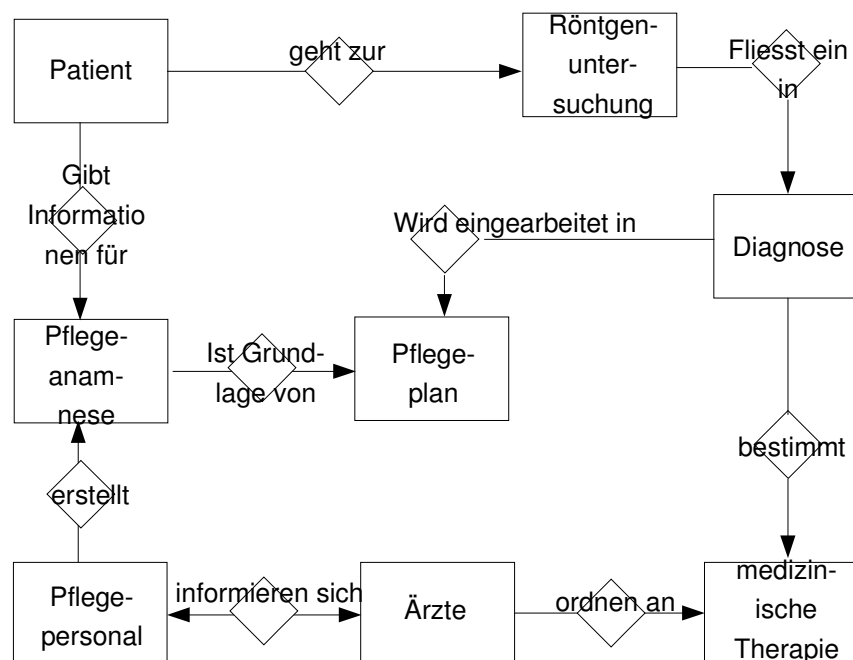 Patient
geht zur
Röntgen-
unter-
suchung
Fliesst ein
in
Gibt
Informatio
nen für
Wird eingearbeitet in
Diagnose
Pflege-
anam-
nese
Ist Grund-
lage von
Pflege-
plan
bestimmt
erstellt
Pflege-
personal
informieren sich
Ärzte
ordnen an
medizin-
ische
Therapie